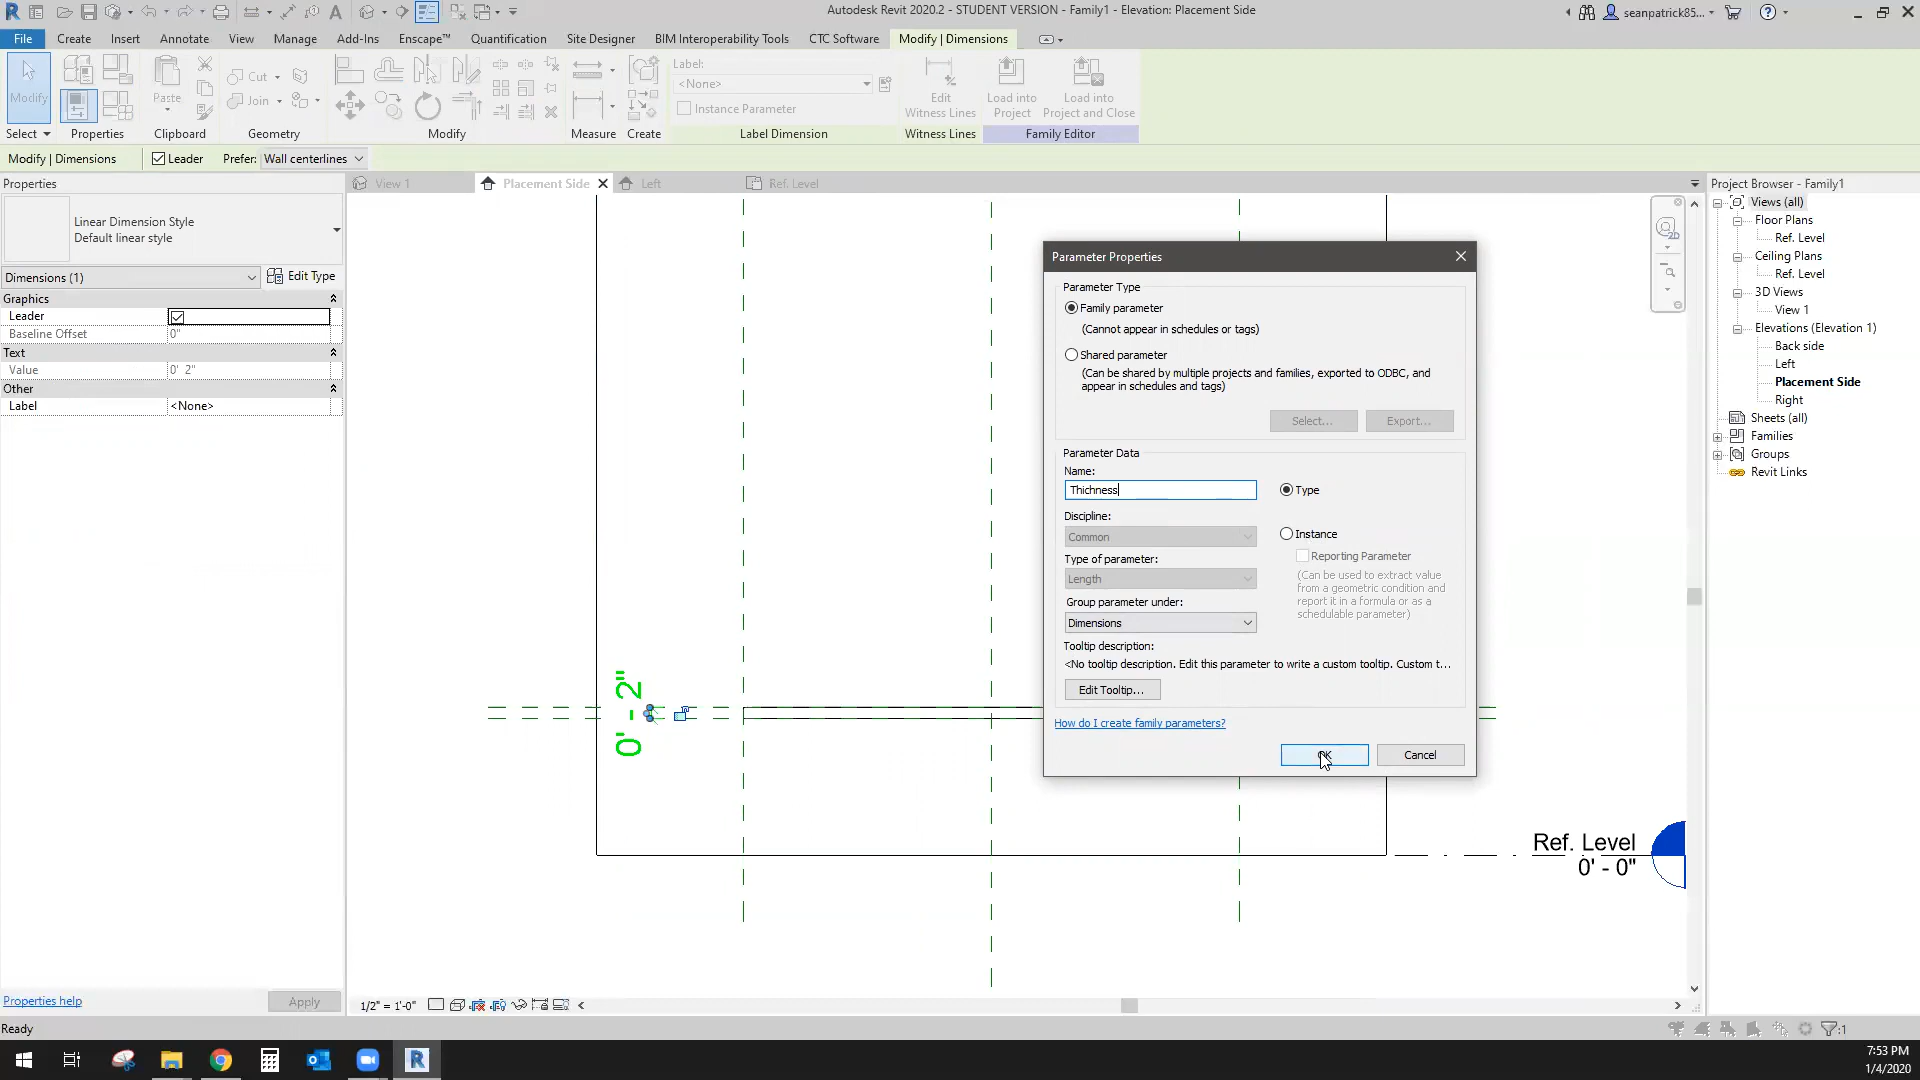 Autodesk Revit 2020.2 - STUDENT VERSION - Family1 - Elevation: Placement Side
seanpatrick85...
File Create Insert Annotate View Manage Add-Ins Enscape™ Quantification Site Designer BIM Interoperability Tools CTC Software Modify | Dimensions
Modify
Paste
Cut
Join
Label:
<None>
Instance Parameter
Edit
Witness Lines
Load into
Project
Load into
Project and Close
Select Properties Clipboard Geometry Modify Measure Create Label Dimension Witness Lines Family Editor
Modify | Dimensions Leader Prefer: Wall centerlines
Properties
View 1 Placement Side Left Ref. Level
Linear Dimension Style
Default linear style
Dimensions (1) Edit Type
Graphics
Leader
Baseline Offset 0"
Text
Value 0' 2"
Other
Label <None>
Properties help Apply
0' - 2"
2D
Parameter Properties
Parameter Type
Family parameter
(Cannot appear in schedules or tags)
Shared parameter
(Can be shared by multiple projects and families, exported to ODBC, and
appear in schedules and tags)
Select... Export...
Parameter Data
Name:
Thichness
Type
Discipline:
Common
Instance
Reporting Parameter
Type of parameter:
Length
(Can be used to extract value
from a geometric condition and
report it in a formula or as a
schedulable parameter)
Group parameter under:
Dimensions
Tooltip description:
<No tooltip description. Edit this parameter to write a custom tooltip. Custom t...
Edit Tooltip...
How do I create family parameters?
OK Cancel
Ref. Level
0' - 0"
Project Browser - Family1
Views (all)
Floor Plans
Ref. Level
Ceiling Plans
Ref. Level
3D Views
View 1
Elevations (Elevation 1)
Back side
Left
Placement Side
Right
Sheets (all)
Families
Groups
Revit Links
1/2" = 1'-0"
Ready
:1
7:53 PM
1/4/2020